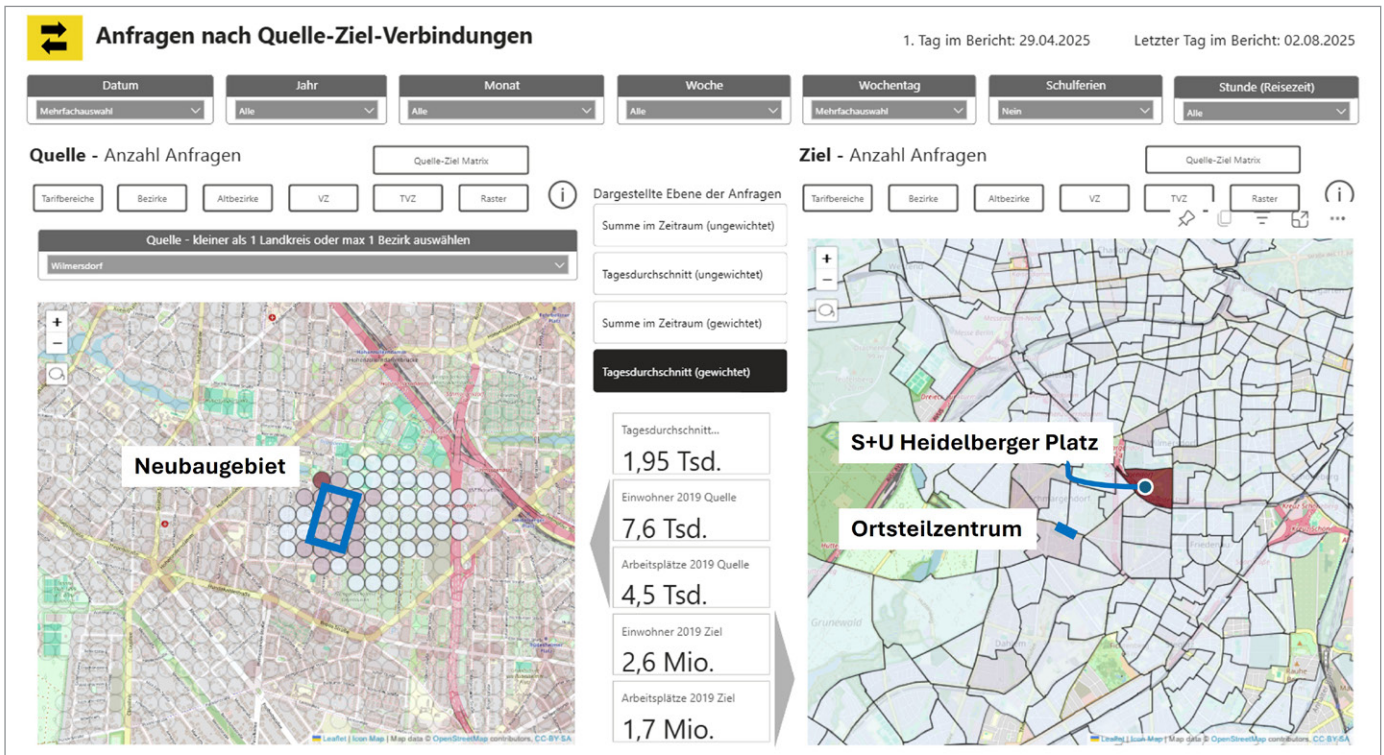 Anfragen nach Quelle-Ziel-Verbindungen
1. Tag im Bericht: 29.04.2025 Letzter Tag im Bericht: 02.08.2025
Datum Jahr Monat Woche Wochentag Schulferien Stunde (Reisezeit)
Mehrfachauswahl Alle Alle Alle Mehrfachauswahl Nein Alle
Quelle - Anzahl Anfragen
Quelle-Ziel Matrix
Tarifbereiche Bezirke Altbezirke VZ TVZ Raster i
Quelle - kleiner als 1 Landkreis oder max 1 Bezirk auswählen
Wilmersdorf
+
−
Neubaugebiet
Leaflet | Icon Map | Map data © OpenStreetMap contributors, CC-BY-SA
Dargestellte Ebene der Anfragen
Summe im Zeitraum (ungewichtet)
Tagesdurchschnitt (ungewichtet)
Summe im Zeitraum (gewichtet)
Tagesdurchschnitt (gewichtet)
Tagesdurchschnitt...
1,95 Tsd.
Einwohner 2019 Quelle
7,6 Tsd.
Arbeitsplätze 2019 Quelle
4,5 Tsd.
Einwohner 2019 Ziel
2,6 Mio.
Arbeitsplätze 2019 Ziel
1,7 Mio.
Ziel - Anzahl Anfragen
Quelle-Ziel Matrix
Tarifbereiche Bezirke Altbezirke VZ TVZ Raster i
+
−
S+U Heidelberger Platz
Ortsteilzentrum
Friedenau
Grunewald
Dahlem
Leaflet | Icon Map | Map data © OpenStreetMap contributors, CC-BY-SA